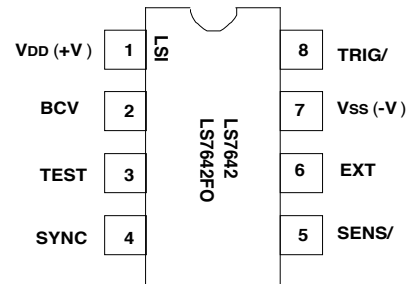 VDD (+V) 1 LSI 8 TRIG/
BCV 2 7 VSS (-V)
LS7642
LS7642FO
TEST 3 6 EXT
SYNC 4 5 SENS/